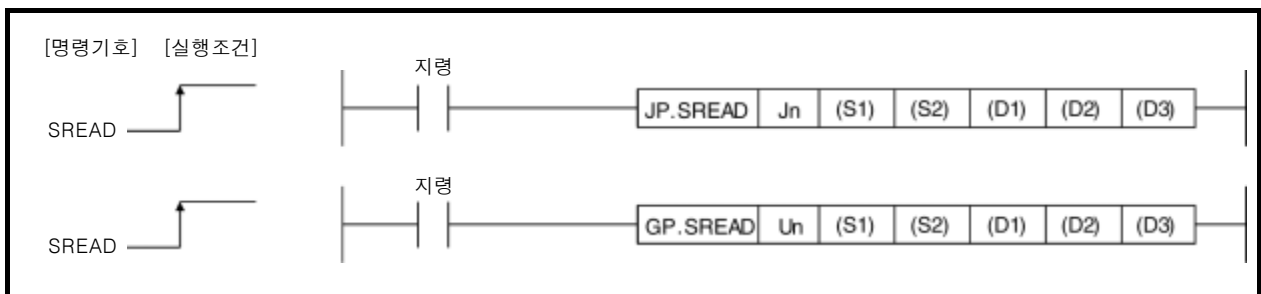 [명령기호] [실행조건]
지령
SREAD
JP.SREAD Jn (S1) (S2) (D1) (D2) (D3)
지령
SREAD
GP.SREAD Un (S1) (S2) (D1) (D2) (D3)